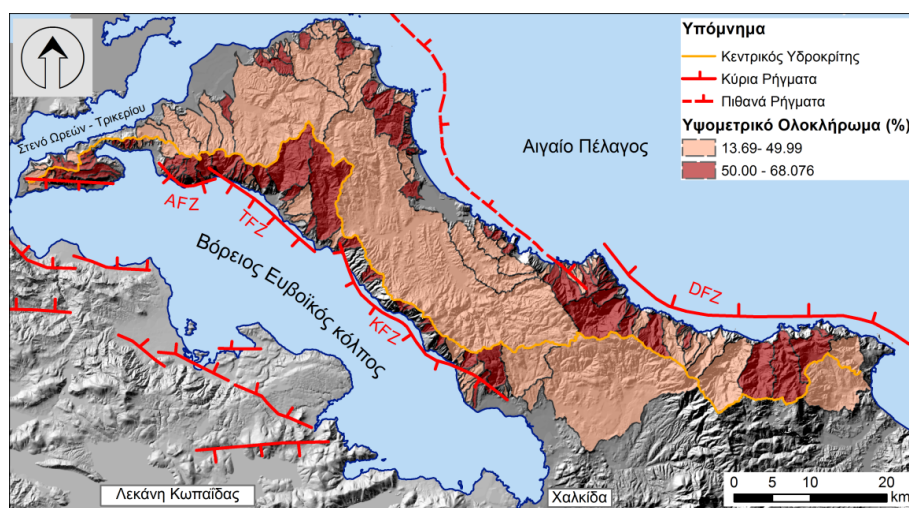 Υπόμνημα
Κεντρικός Υδροκρίτης
Κύρια Ρήγματα
Πιθανά Ρήγματα
Υψομετρικό Ολοκλήρωμα (%)
13.69- 49.99
50.00 - 68.076
Στενό Ωρεών - Τρικερίου
Αιγαίο Πέλαγος
AFZ
TFZ
Βόρειος Ευβοϊκός κόλπος
KFZ
DFZ
Λεκάνη Κωπαΐδας
Χαλκίδα
0 5 10 20
km